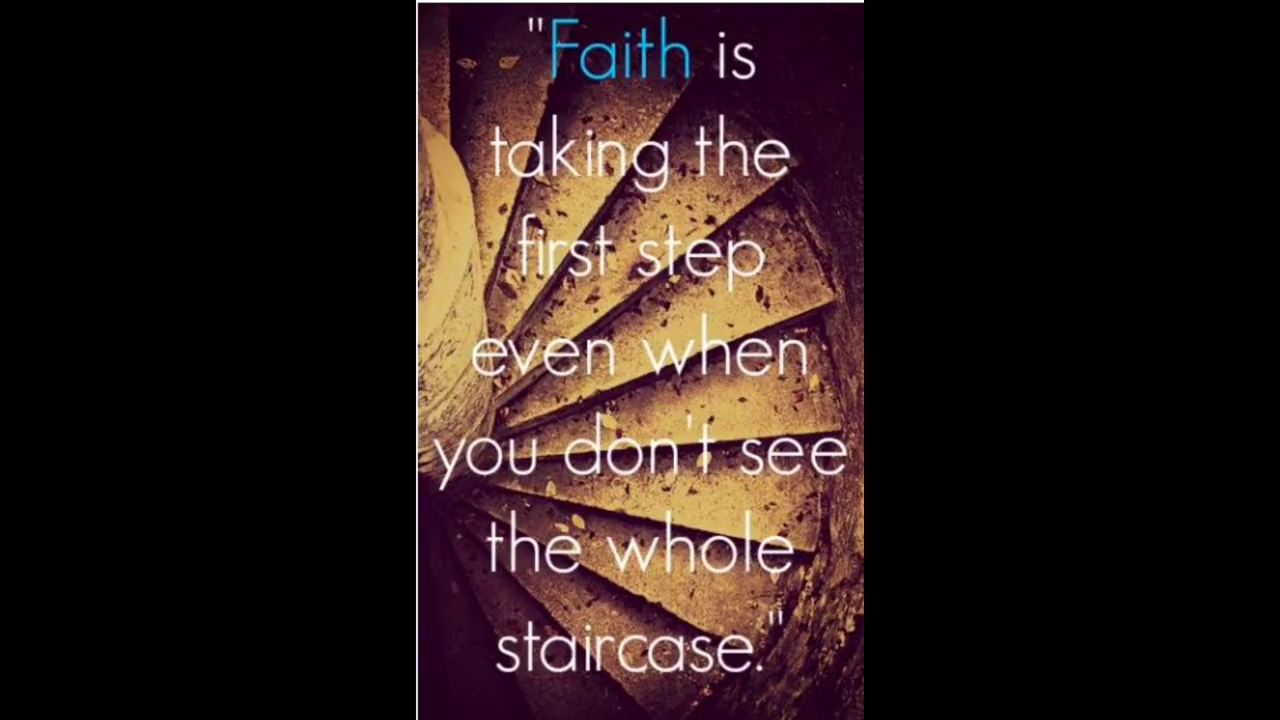 "Faith is
taking the
first step
even when
you don't see
the whole
staircase."